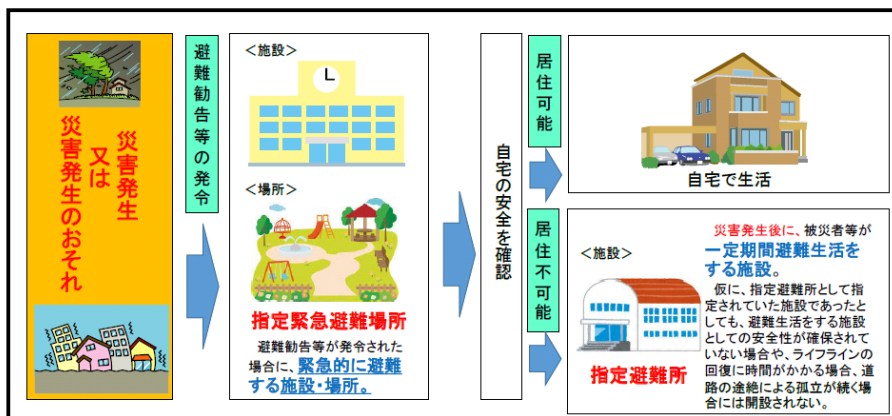 災害発生
又は
災害発生のおそれ
避難勧告等の発令
＜施設＞
＜場所＞
指定緊急避難場所
避難勧告等が発令された
場合に、緊急的に避難
する施設・場所。
自宅の安全を確認
居住可能
自宅で生活
居住不可能
＜施設＞
指定避難所
災害発生後に、被災者等が
一定期間避難生活を
する施設。
仮に、指定避難所として指
定されていた施設であったと
しても、避難生活をする施設
としての安全性が確保されて
いない場合や、ライフラインの
回復に時間がかかる場合、道
路の途絶による孤立が続く場
合には開設されない。